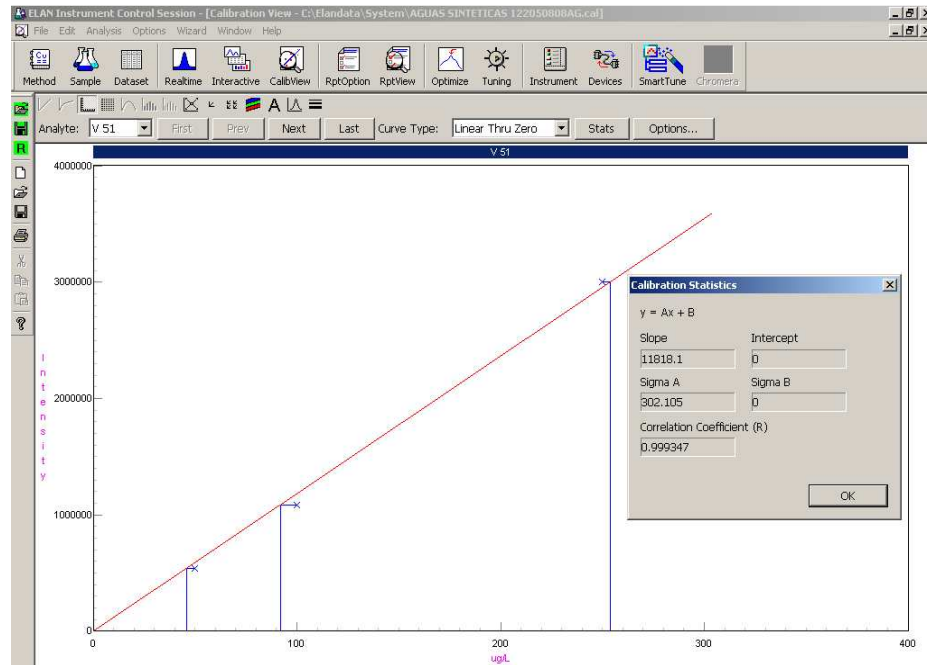 ELAN Instrument Control Session - [Calibration View - C:\Elandata\System\AGUAS SINTETICAS 122050808AG.cal]
File Edit Analysis Options Wizard Window Help
Method Sample Dataset Realtime Interactive CalibView RptOption RptView Optimize Tuning Instrument Devices SmartTune Chromera
A
Analyte: V 51 First Prev Next Last Curve Type: Linear Thru Zero Stats Options...
R
V 51
4000000
3000000
2000000
1000000
0
Intensity
0 100 200 300 400
ug/L
Calibration Statistics
y = Ax + B
Slope Intercept
11818.1 0
Sigma A Sigma B
302.105 0
Correlation Coefficient (R)
0.999347
OK